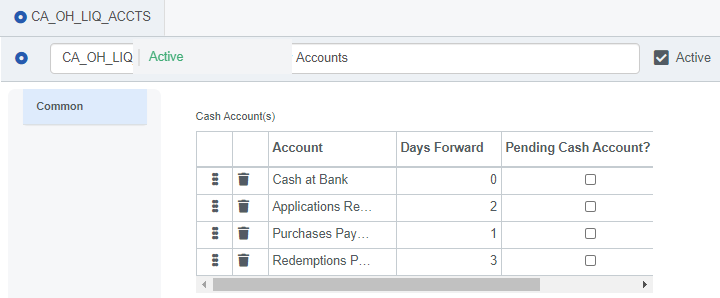 CA_OH_LIQ_ACCTS
CA_OH_LIQ Active Accounts Active
Common
Cash Account(s)
Account Days Forward Pending Cash Account?
Cash at Bank 0
Applications Re... 2
Purchases Pay... 1
Redemptions P... 3